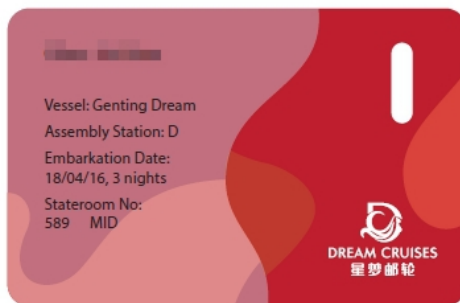 Vessel: Genting Dream
Assembly Station: D
Embarkation Date:
18/04/16, 3 nights
Stateroom No:
589 MID
DREAM CRUISES
星梦邮轮